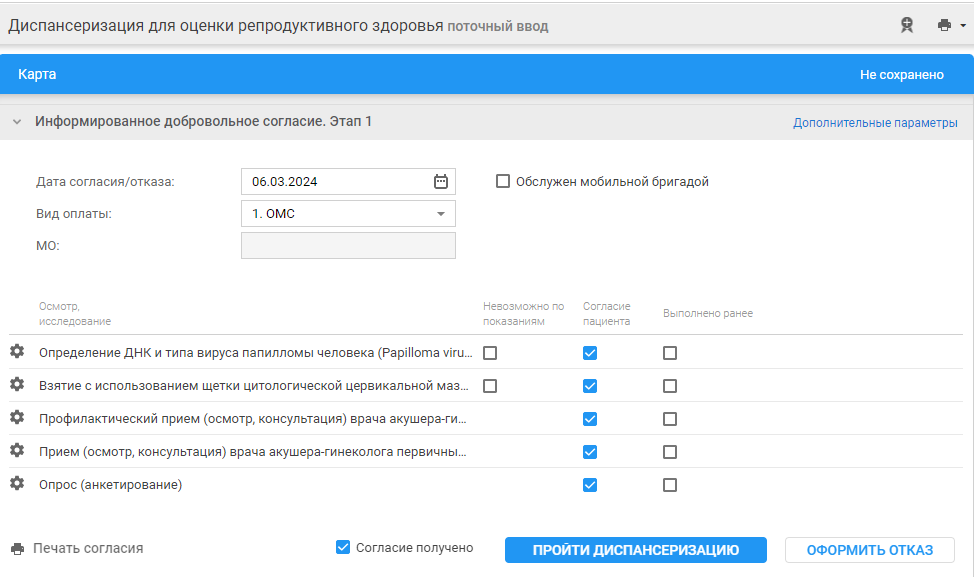 Диспансеризация для оценки репродуктивного здоровья поточный ввод
Карта
Не сохранено
Информированное добровольное согласие. Этап 1
Дополнительные параметры
Дата согласия/отказа:
06.03.2024
Обслужен мобильной бригадой
Вид оплаты:
1. ОМС
МО:
Осмотр,
исследование
Невозможно по
показаниям
Согласие
пациента
Выполнено ранее
Определение ДНК и типа вируса папилломы человека (Papilloma viru...
Взятие с использованием щетки цитологической цервикальной маз...
Профилактический прием (осмотр, консультация) врача акушера-ги...
Прием (осмотр, консультация) врача акушера-гинеколога первичны...
Опрос (анкетирование)
Печать согласия
Согласие получено
ПРОЙТИ ДИСПАНСЕРИЗАЦИЮ
ОФОРМИТЬ ОТКАЗ